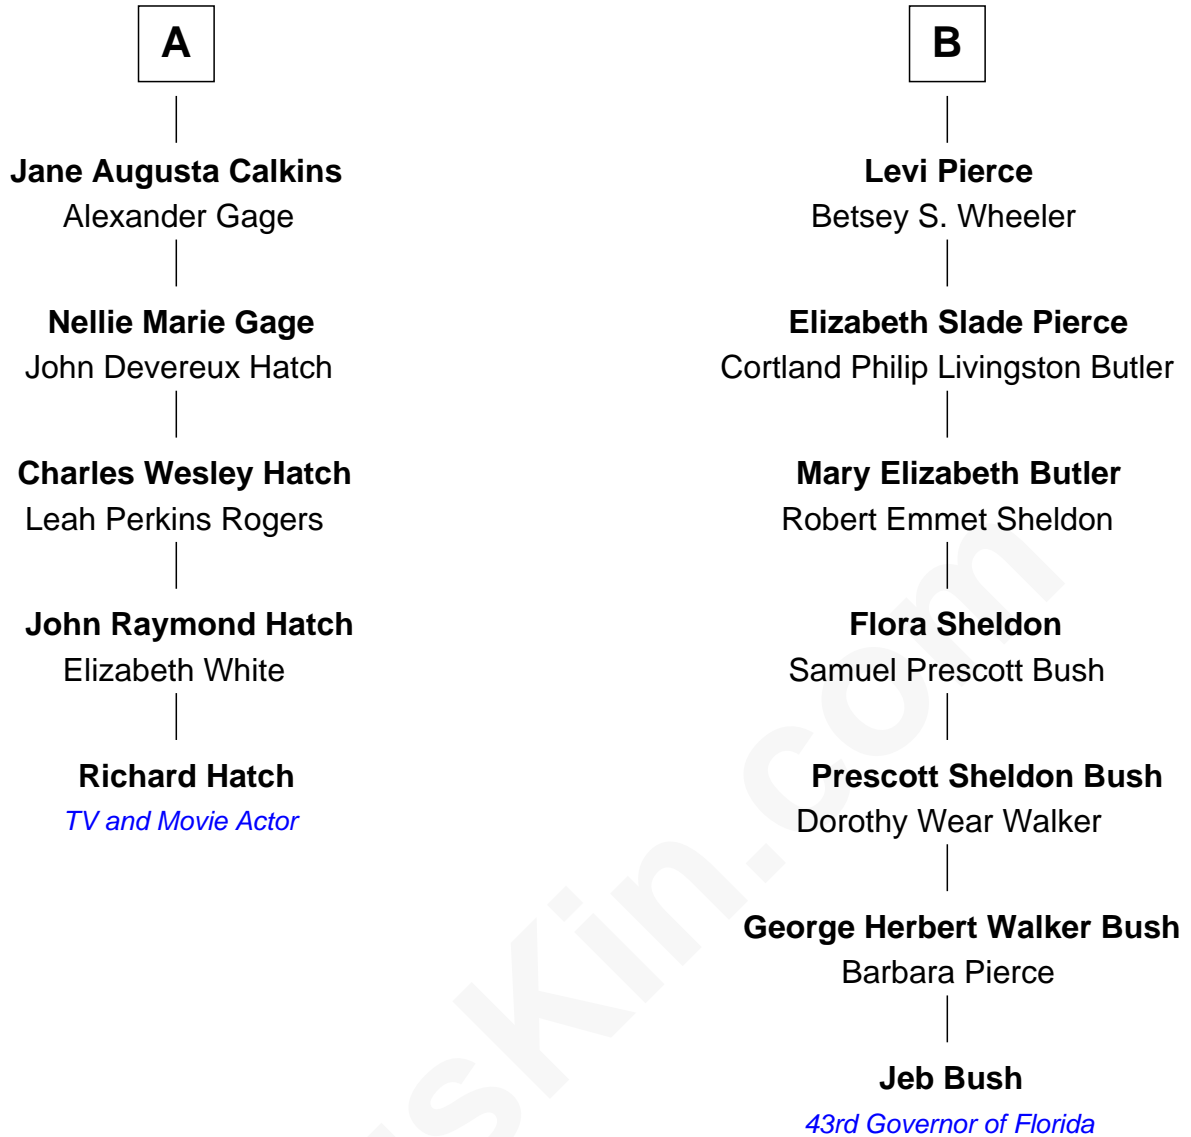 A
Jane Augusta Calkins
Alexander Gage
Nellie Marie Gage
John Devereux Hatch
Charles Wesley Hatch
Leah Perkins Rogers
John Raymond Hatch
Elizabeth White
Richard Hatch
TV and Movie Actor
B
Levi Pierce
Betsey S. Wheeler
Elizabeth Slade Pierce
Cortland Philip Livingston Butler
Mary Elizabeth Butler
Robert Emmet Sheldon
Flora Sheldon
Samuel Prescott Bush
Prescott Sheldon Bush
Dorothy Wear Walker
George Herbert Walker Bush
Barbara Pierce
Jeb Bush
43rd Governor of Florida